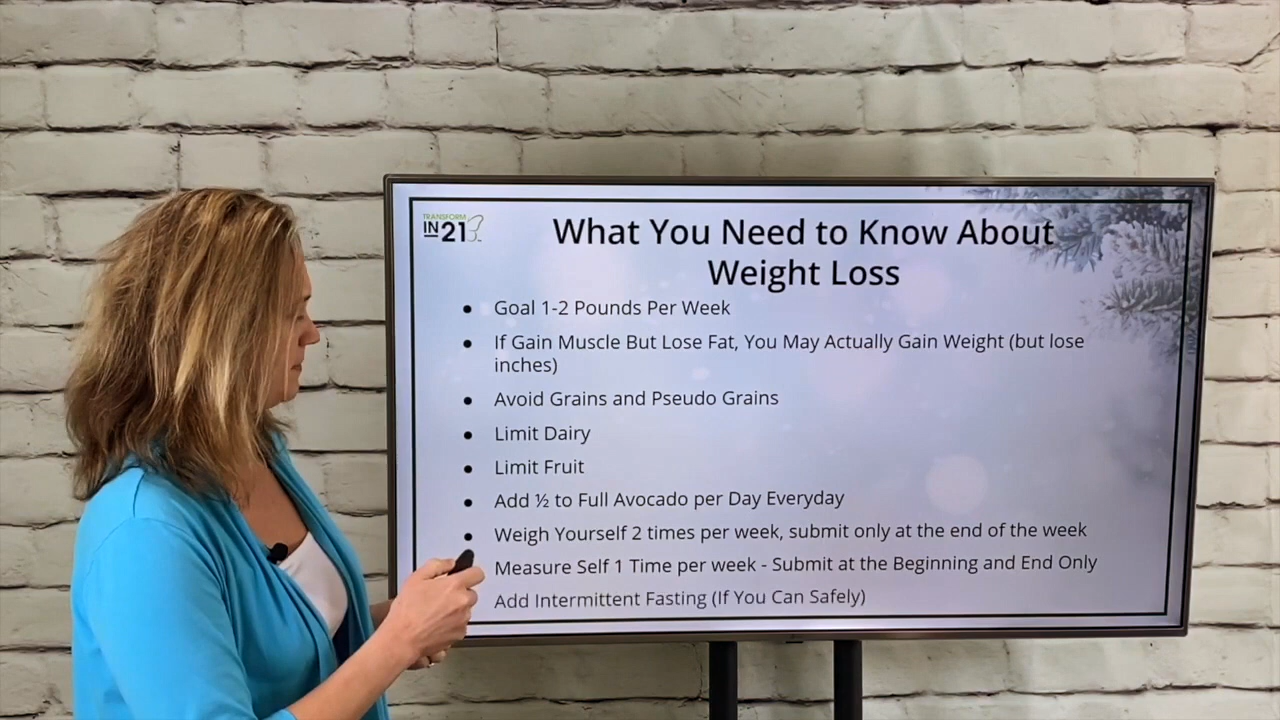 TRANSFORM
IN 21
What You Need to Know About
Weight Loss
• Goal 1-2 Pounds Per Week
• If Gain Muscle But Lose Fat, You May Actually Gain Weight (but lose
inches)
• Avoid Grains and Pseudo Grains
• Limit Dairy
• Limit Fruit
• Add ½ to Full Avocado per Day Everyday
• Weigh Yourself 2 times per week, submit only at the end of the week
Measure Self 1 Time per week - Submit at the Beginning and End Only
Add Intermittent Fasting (If You Can Safely)